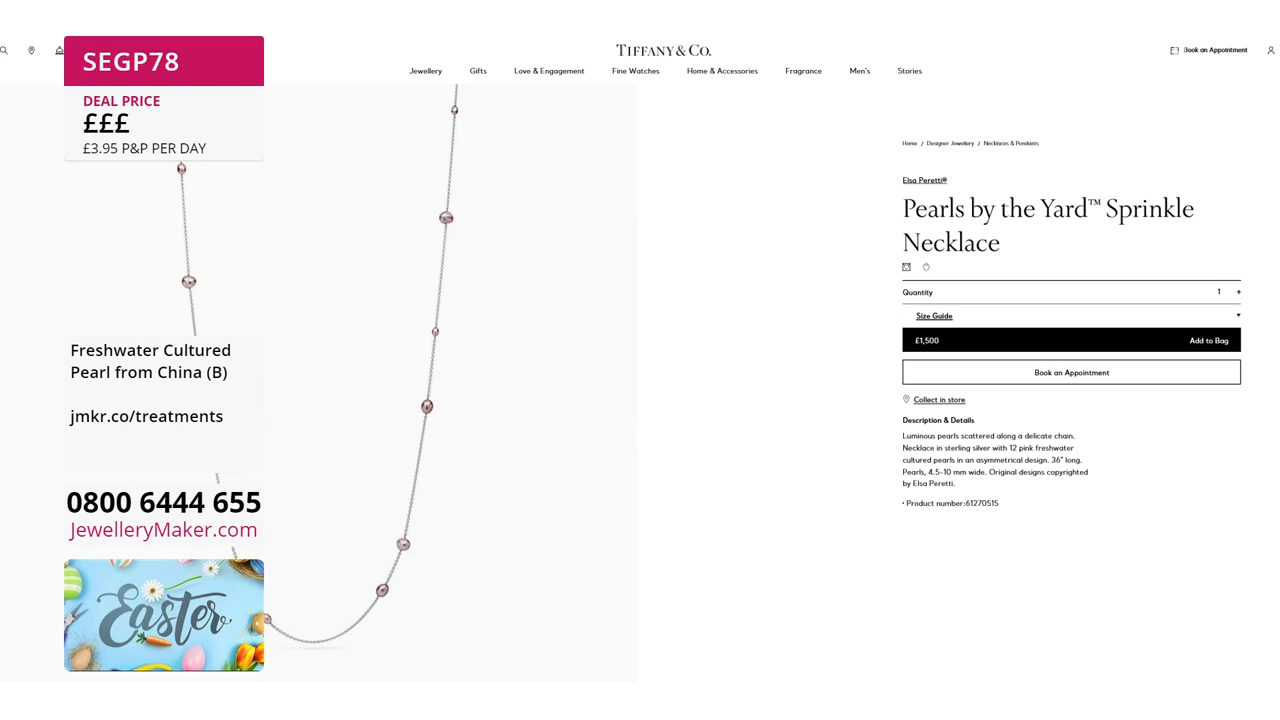 SEGP78
DEAL PRICE
£££
£3.95 P&P PER DAY
Freshwater Cultured
Pearl from China (B)
jmkr.co/treatments
0800 6444 655
JewelleryMaker.com
Easter
TIFFANY & CO.
Book an Appointment
Jewellery Gifts Love & Engagement Fine Watches Home & Accessories Fragrance Men's Stories
Home / Designer Jewellery / Necklaces & Pendants
Elsa Peretti®
Pearls by the Yard™ Sprinkle
Necklace
Quantity 1 +
Size Guide
£1,500 Add to Bag
Book an Appointment
Collect in store
Description & Details
Luminous pearls scattered along a delicate chain.
Necklace in sterling silver with 12 pink freshwater
cultured pearls in an asymmetrical design. 36" long.
Pearls, 4.5-10 mm wide. Original designs copyrighted
by Elsa Peretti.
• Product number:61270515